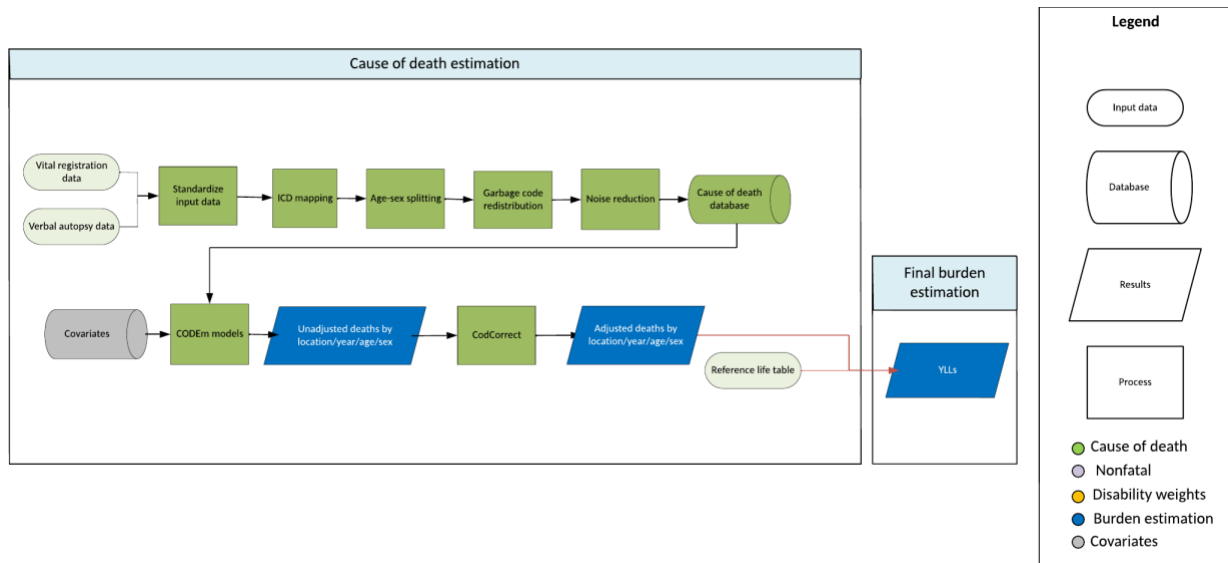 Cause of death estimation
Vital registration
data
Verbal autopsy data
Standardize
input data
ICD mapping
Age-sex splitting
Garbage code
redistribution
Noise reduction
Cause of death
database
Covariates
CODEm models
Unadjusted deaths by
location/year/age/sex
CodCorrect
Adjusted deaths by
location/year/age/sex
Reference life table
Final burden
estimation
YLLs
Legend
Input data
Database
Results
Process
Cause of death
Nonfatal
Disability weights
Burden estimation
Covariates